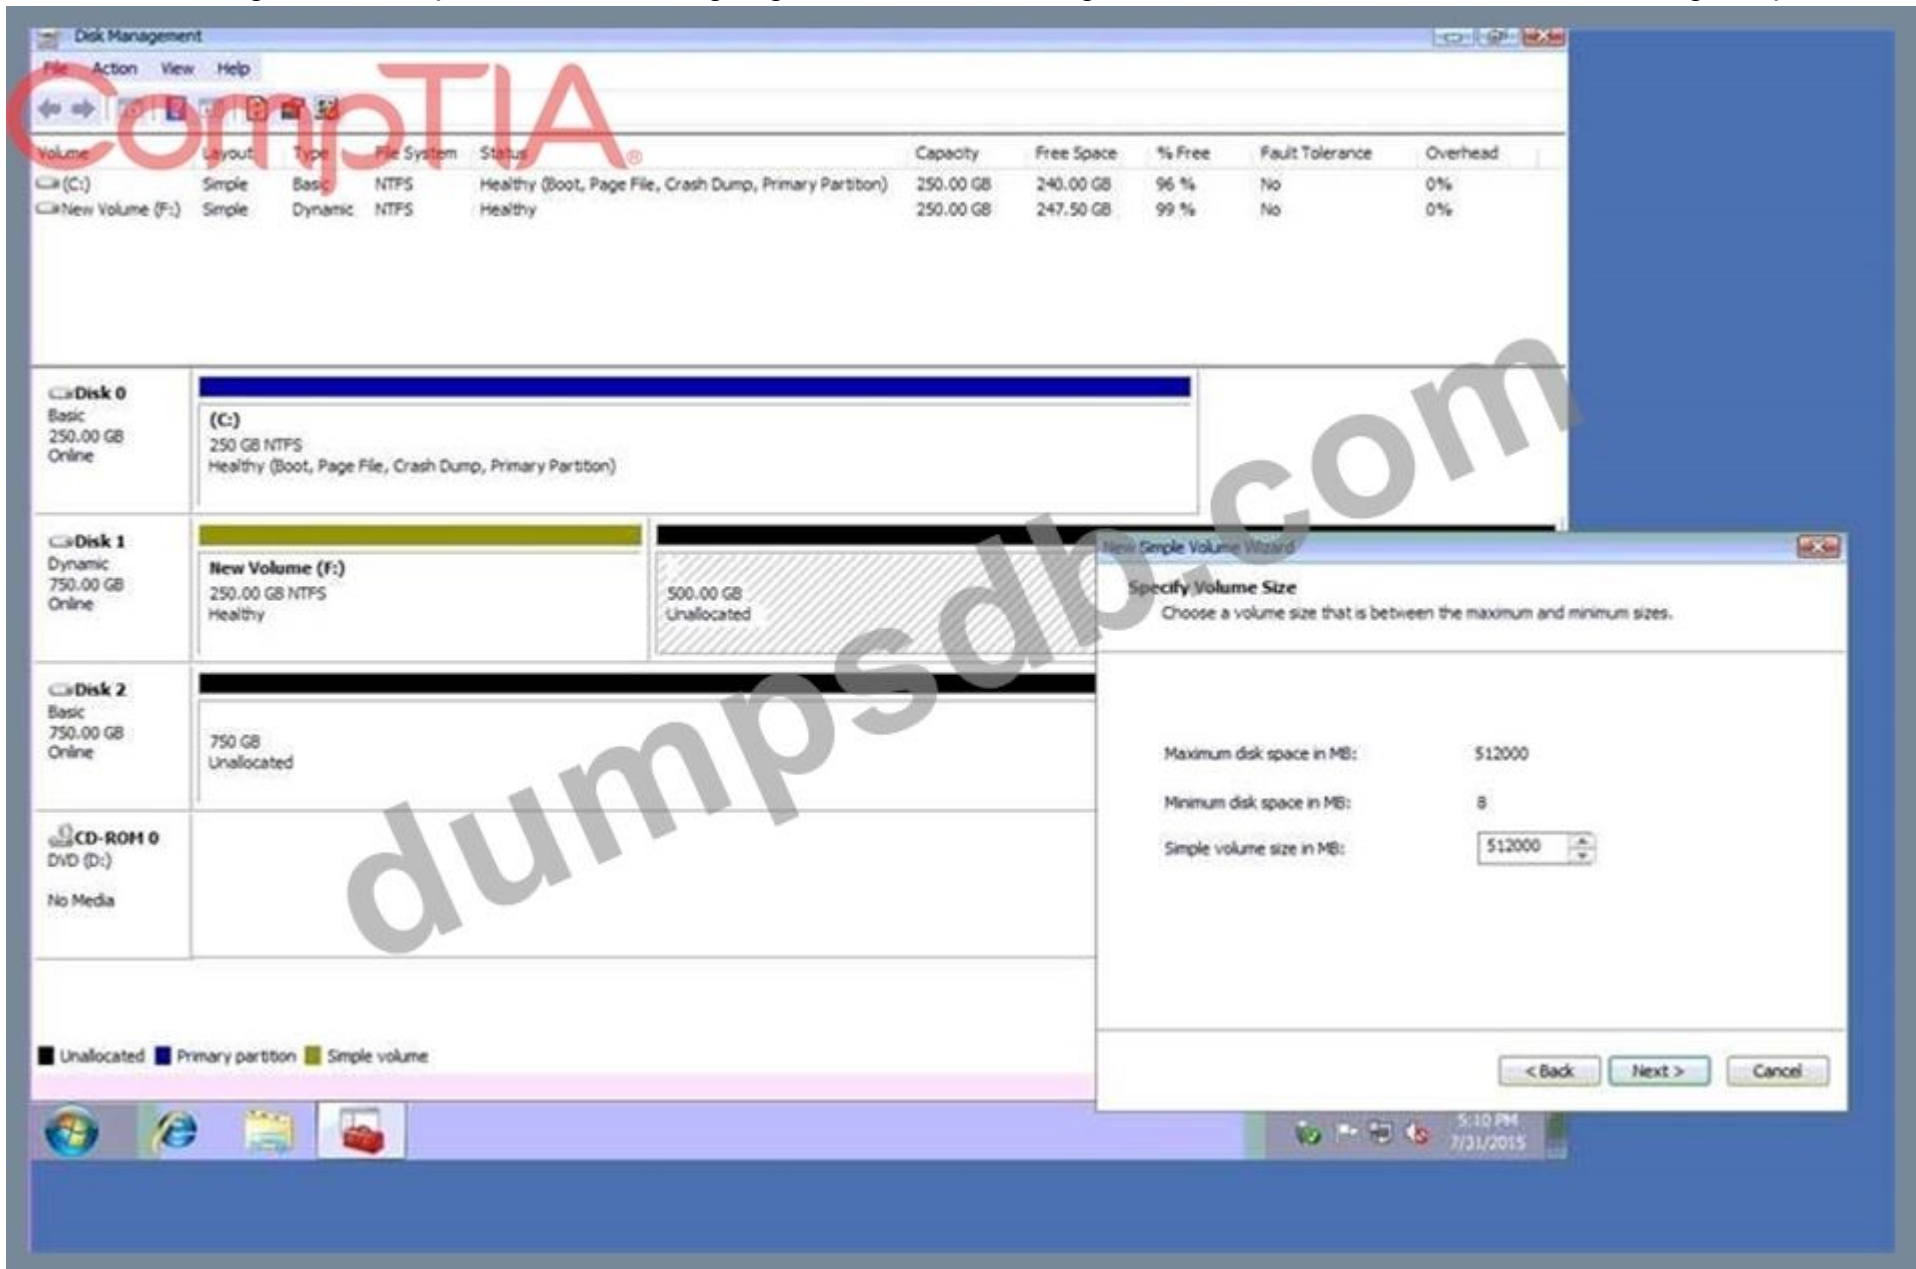 Disk Management
File Action View Help
CompTIA®
Volume Layout Type File System Status Capacity Free Space % Free Fault Tolerance Overhead
(C:) Simple Basic NTFS Healthy (Boot, Page File, Crash Dump, Primary Partition) 250.00 GB 240.00 GB 96 % No 0%
New Volume (F:) Simple Dynamic NTFS Healthy 250.00 GB 247.50 GB 99 % No 0%
Disk 0
Basic
250.00 GB
Online
(C:)
250 GB NTFS
Healthy (Boot, Page File, Crash Dump, Primary Partition)
Disk 1
Dynamic
750.00 GB
Online
New Volume (F:)
250.00 GB NTFS
Healthy
500.00 GB
Unallocated
Disk 2
Basic
750.00 GB
Online
750 GB
Unallocated
CD-ROM 0
DVD (D:)
No Media
Unallocated Primary partition Simple volume
New Simple Volume Wizard
Specify Volume Size
Choose a volume size that is between the maximum and minimum sizes.
Maximum disk space in MB: 512000
Minimum disk space in MB: 8
Simple volume size in MB: 512000
< Back Next > Cancel
5:10 PM
7/31/2015
dumpsdb.com